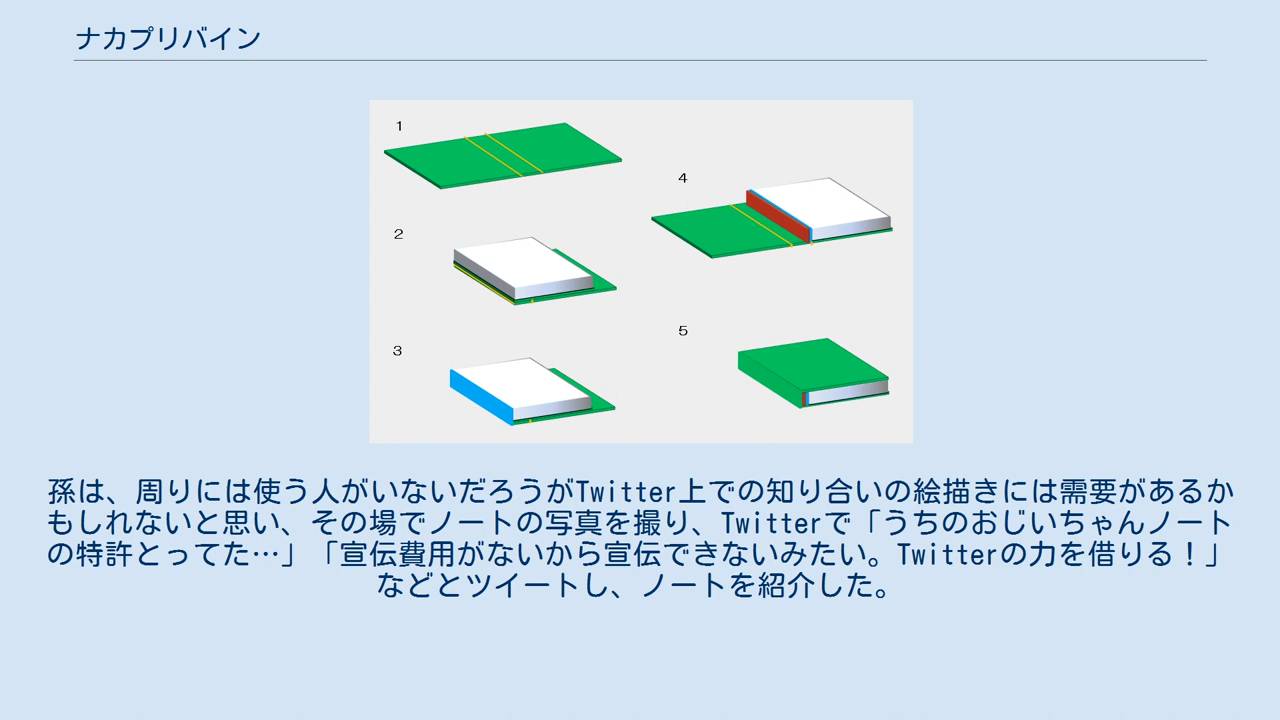 ナカプリバイン
1
2
3
4
5
孫は、周りには使う人がいないだろうがTwitter上での知り合いの絵描きには需要があるか
もしれないと思い、その場でノートの写真を撮り、Twitterで「うちのおじいちゃんノート
の特許とってた…」「宣伝費用がないから宣伝できないみたい。Twitterの力を借りる！」
などとツイートし、ノートを紹介した。